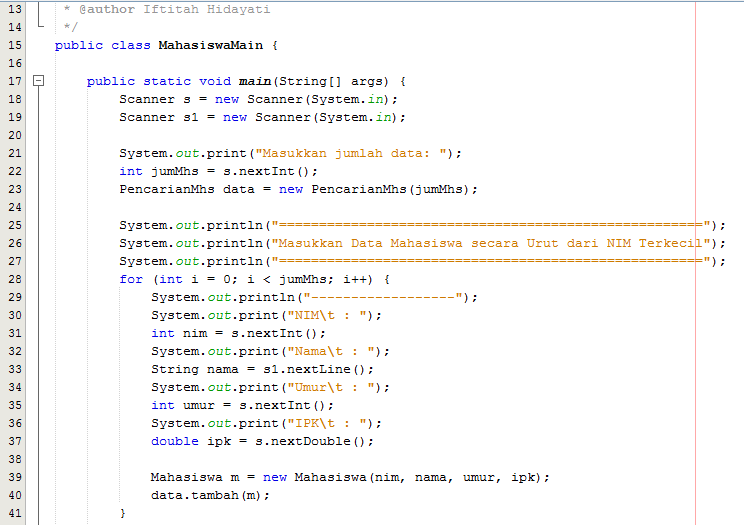 13 * @author Iftitah Hidayati
14 */
15 public class MahasiswaMain {
16
17 public static void main(String[] args) {
18 Scanner s = new Scanner(System.in);
19 Scanner s1 = new Scanner(System.in);
20
21 System.out.print("Masukkan jumlah data: ");
22 int jumMhs = s.nextInt();
23 PencarianMhs data = new PencarianMhs(jumMhs);
24
25 System.out.println("=====================================================");
26 System.out.println("Masukkan Data Mahasiswa secara Urut dari NIM Terkecil");
27 System.out.println("=====================================================");
28 for (int i = 0; i < jumMhs; i++) {
29 System.out.println("------------------");
30 System.out.print("NIM\t : ");
31 int nim = s.nextInt();
32 System.out.print("Nama\t : ");
33 String nama = s1.nextLine();
34 System.out.print("Umur\t : ");
35 int umur = s.nextInt();
36 System.out.print("IPK\t : ");
37 double ipk = s.nextDouble();
38
39 Mahasiswa m = new Mahasiswa(nim, nama, umur, ipk);
40 data.tambah(m);
41 }